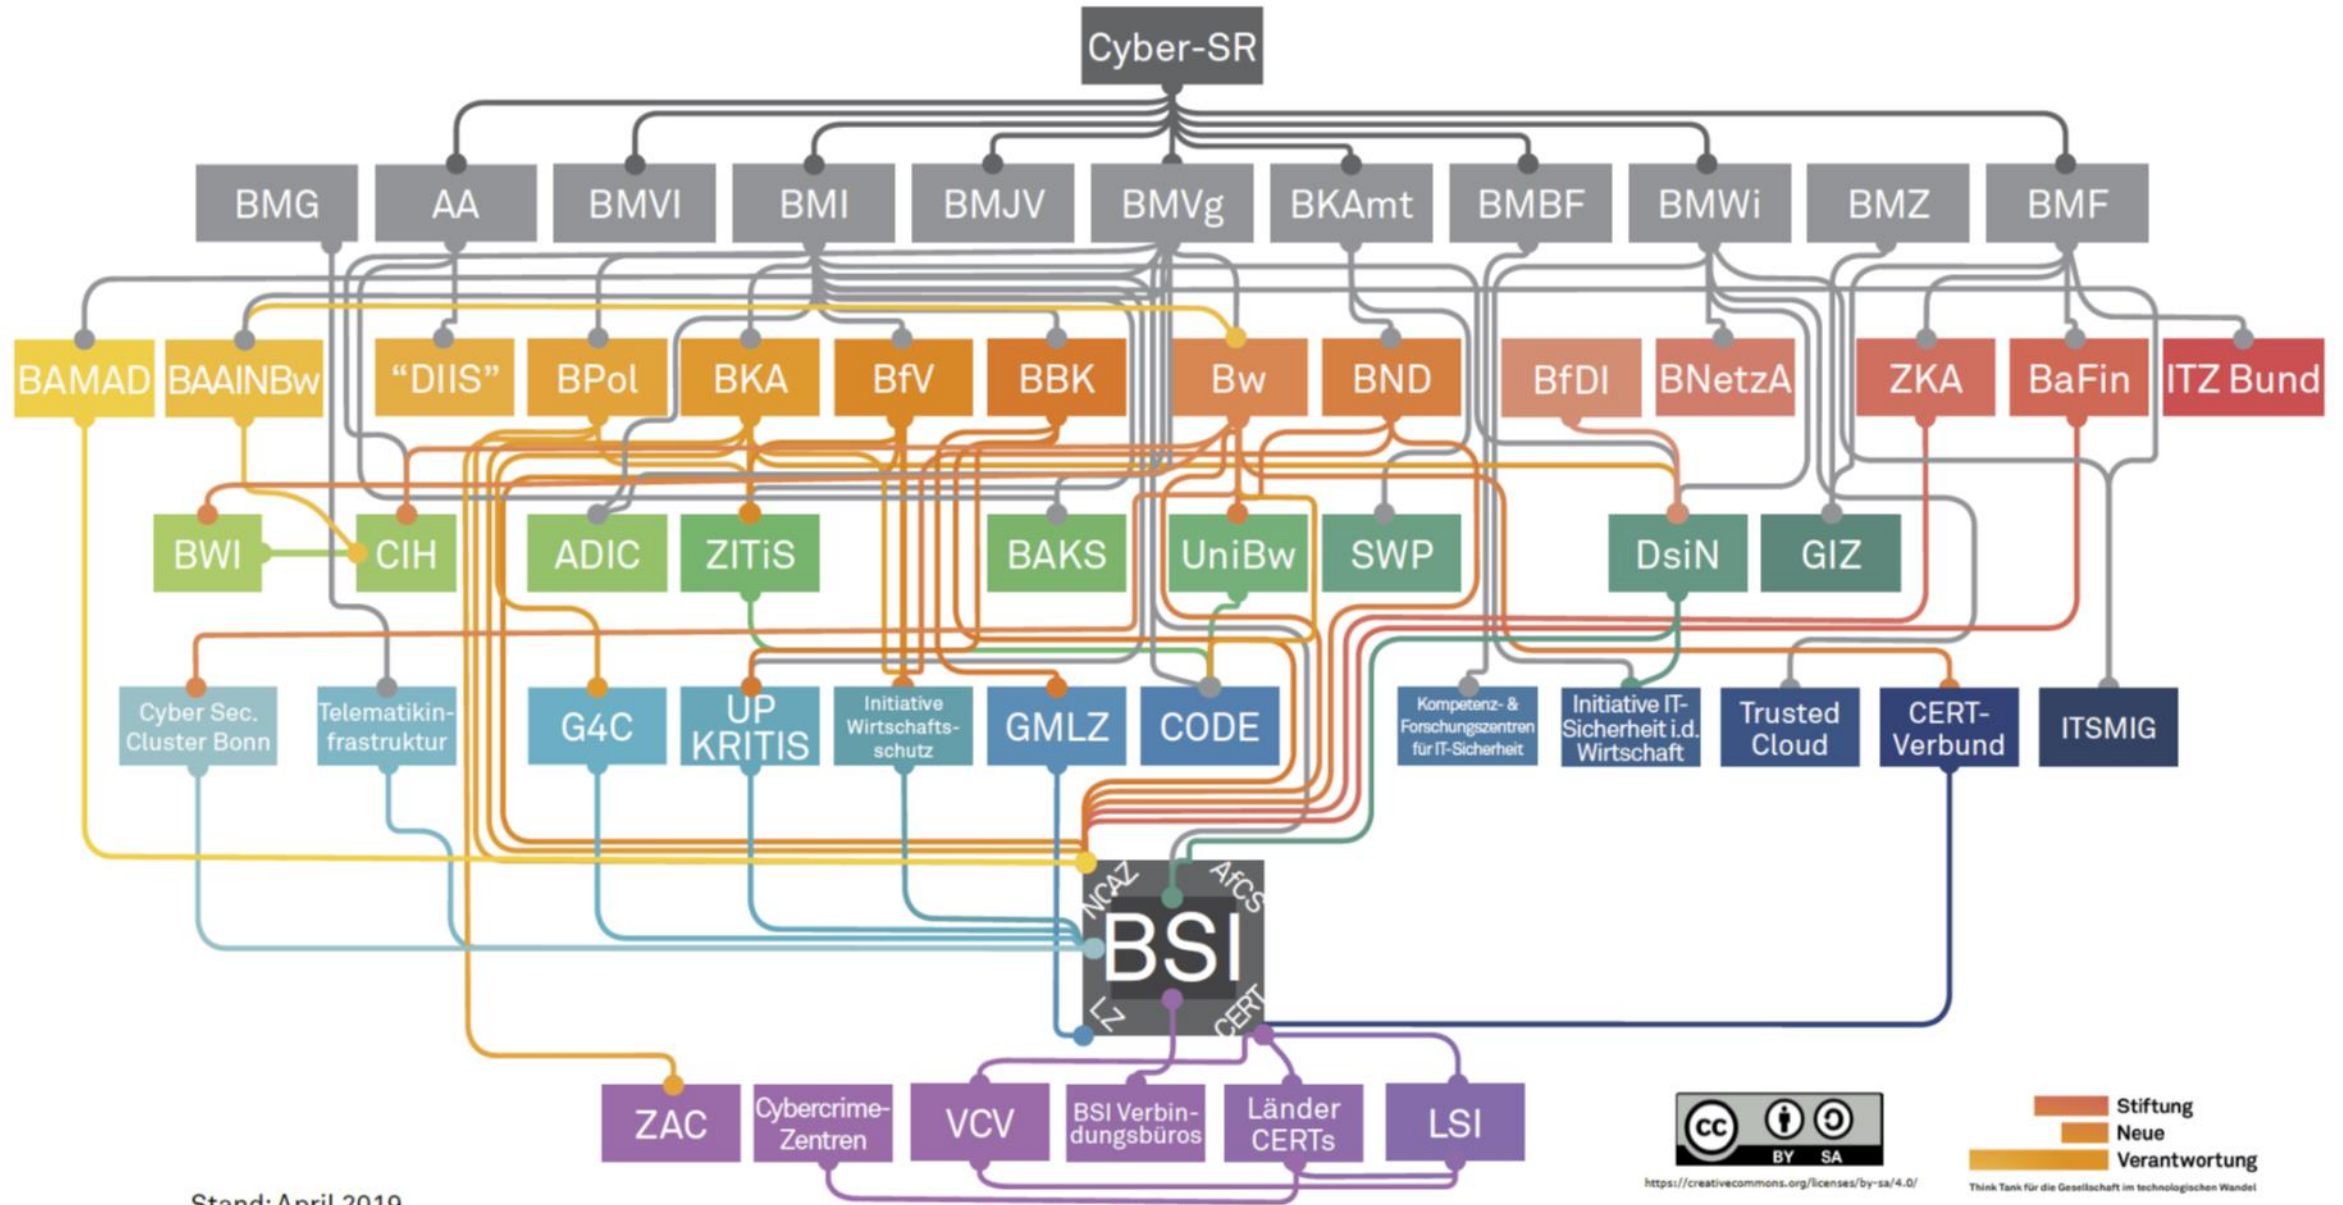 Cyber-SR
BMG
AA
BMVI
BMI
BMJV
BMVg
BKAmt
BMBF
BMWi
BMZ
BMF
BAMAD
BAAINBw
“DIIS”
BPol
BKA
BfV
BBK
Bw
BND
BfDI
BNetzA
ZKA
BaFin
ITZ Bund
BWI
CIH
ADIC
ZITiS
BAKS
UniBw
SWP
DsiN
GIZ
Cyber Sec.
Cluster Bonn
Telematikin-
frastruktur
G4C
UP
KRITIS
Initiative
Wirtschafts-
schutz
GMLZ
CODE
Kompetenz- &
Forschungszentren
für IT-Sicherheit
Initiative IT-
Sicherheit i.d.
Wirtschaft
Trusted
Cloud
CERT-
Verbund
ITSMIG
NCAZ
AfCS
BSI
LZ
CERT
ZAC
Cybercrime-
Zentren
VCV
BSI Verbin-
dungsbüros
Länder
CERTs
LSI
cc
BY SA
https://creativecommons.org/licenses/by-sa/4.0/
Stiftung
Neue
Verantwortung
Think Tank für die Gesellschaft im technologischen Wandel
Stand: April 2019